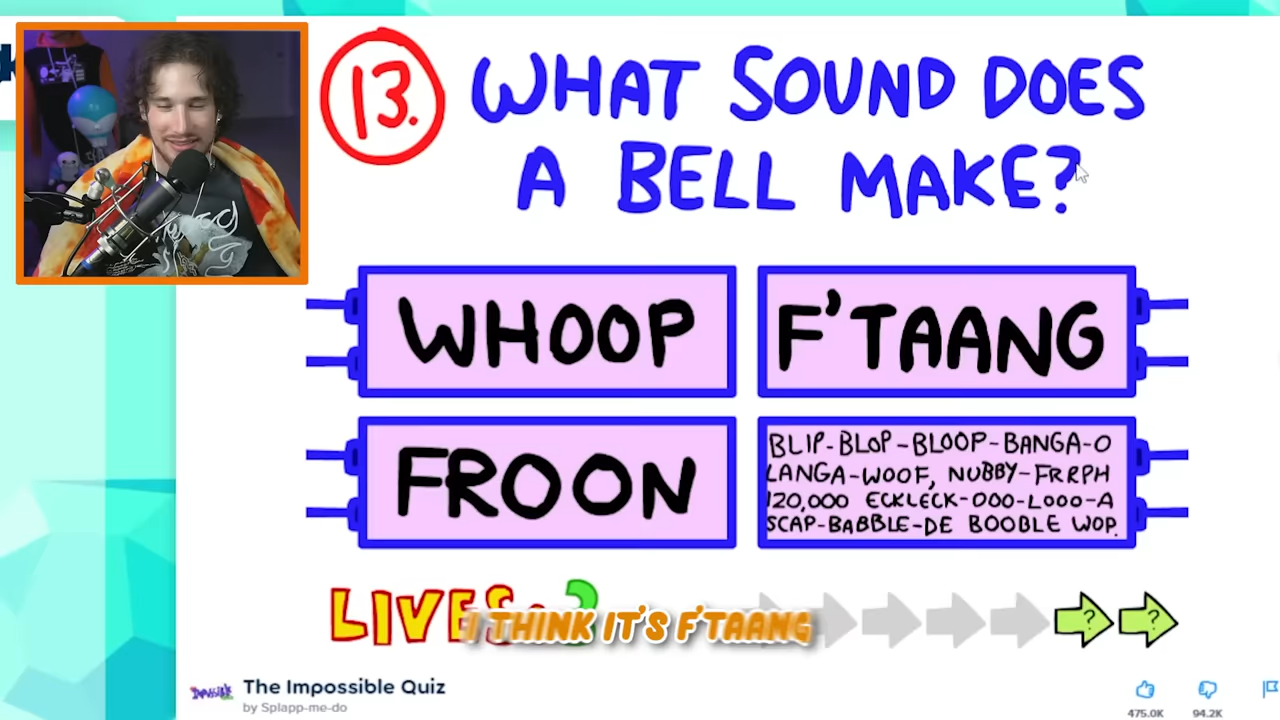 13. WHAT SOUND DOES
A BELL MAKE?
WHOOP
F'TAANG
FROON
BLIP-BLOP-BLOOP-BANGA-O
LANGA-WOOF, NUBBY-FRRPH
120,000 ECKLECK-OOO-LOOO-A
SCAP-BABBLE-DE BOOBLE WOP.
LIVES:
I THINK IT'S F'TAANG
? ?
The Impossible Quiz
by Splapp-me-do
475.0K
94.2K